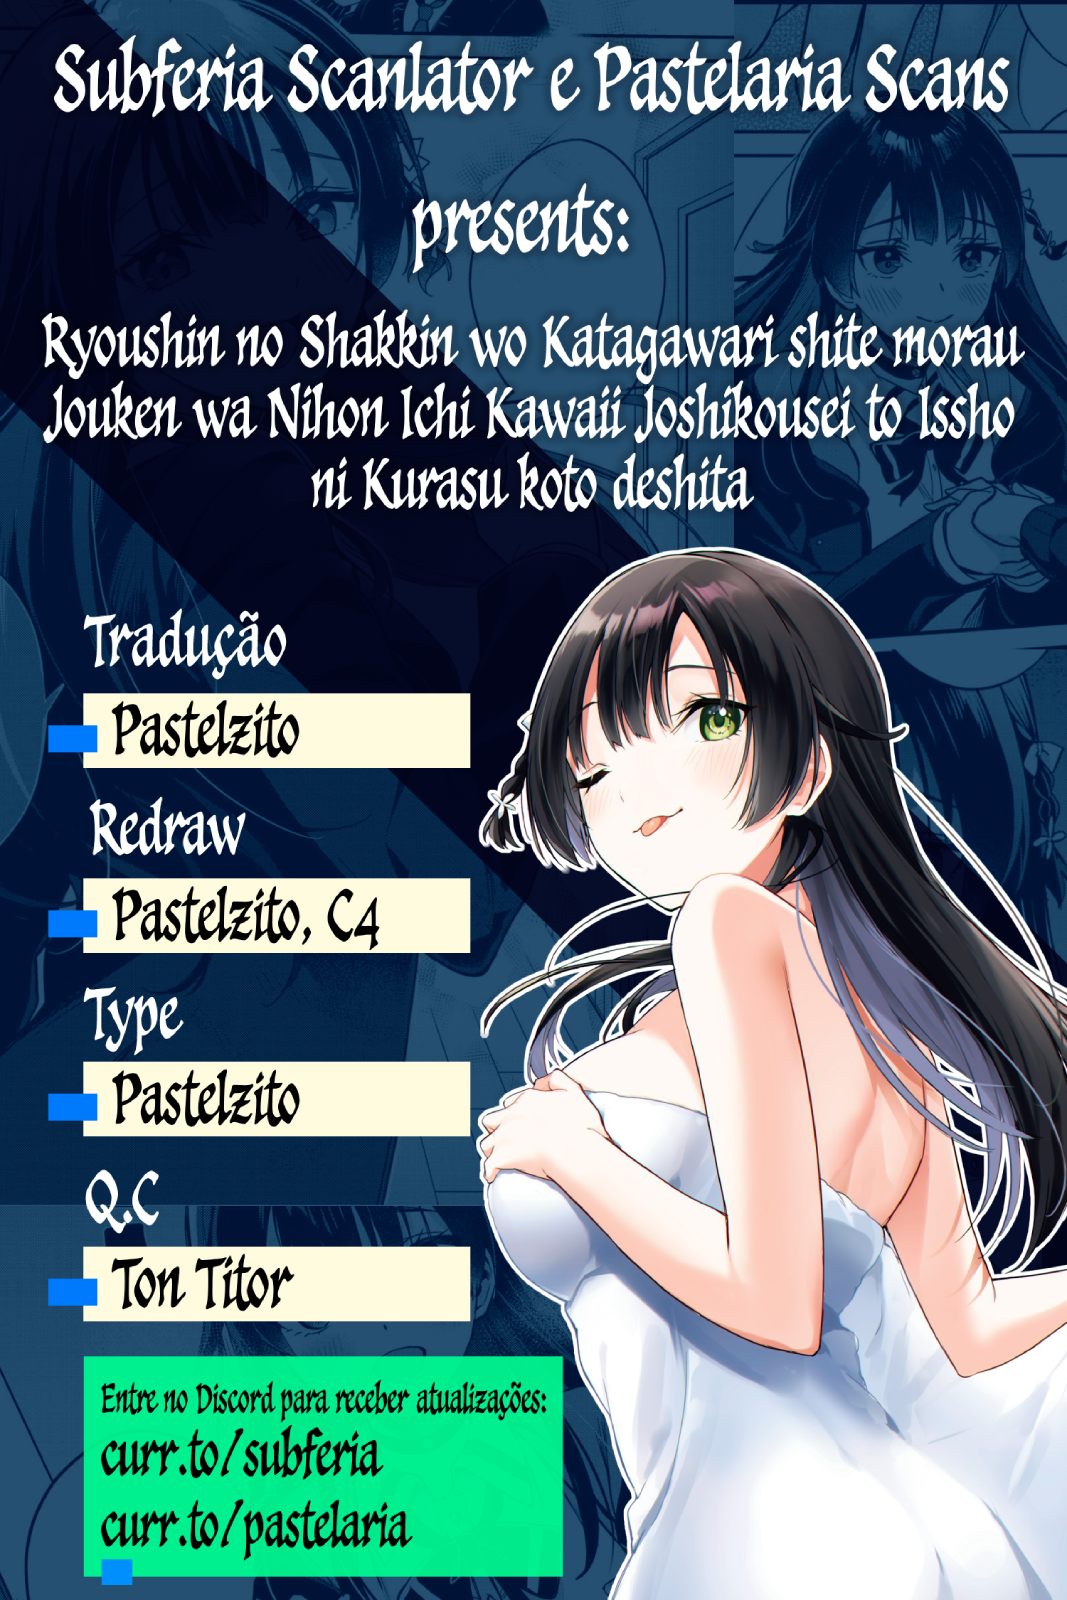 Subferia Scanlator e Pastelaria Scans
presents:
Ryoushin no Shakkin wo Katagawari shite morau
Jouken wa Nihon Ichi Kawaii Joshikousei to Issho
ni Kurasu koto deshita
Tradução
Pastelzito
Redraw
Pastelzito, C4
Type
Pastelzito
Q.C
Ton Titor
Entre no Discord para receber atualizações:
curr.to/subferia
curr.to/pastelaria